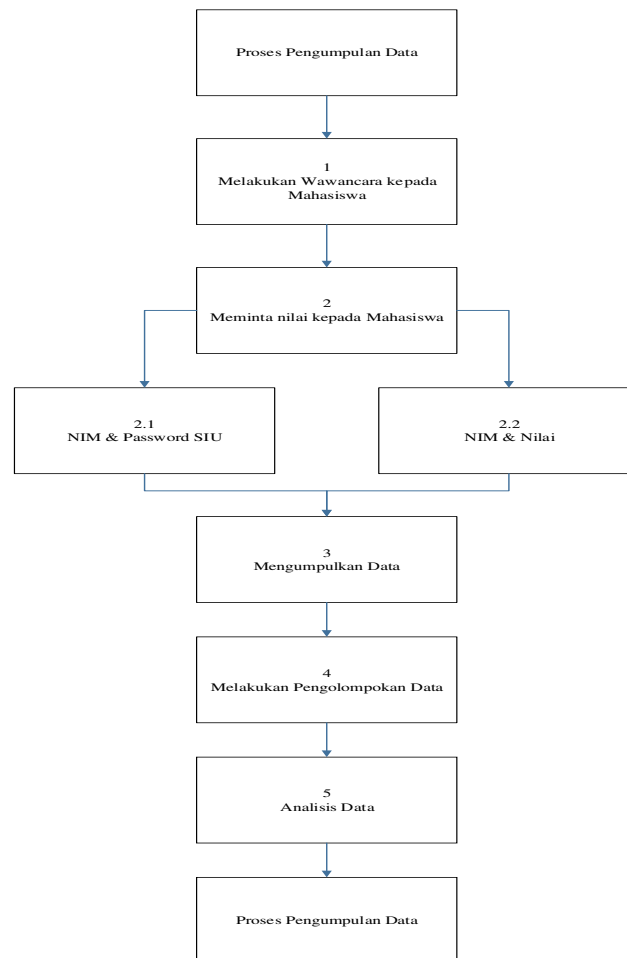 Proses Pengumpulan Data
1
Melakukan Wawancara kepada
Mahasiswa
2
Meminta nilai kepada Mahasiswa
2.1
NIM & Password SIU
2.2
NIM & Nilai
3
Mengumpulkan Data
4
Melakukan Pengolompokan Data
5
Analisis Data
Proses Pengumpulan Data